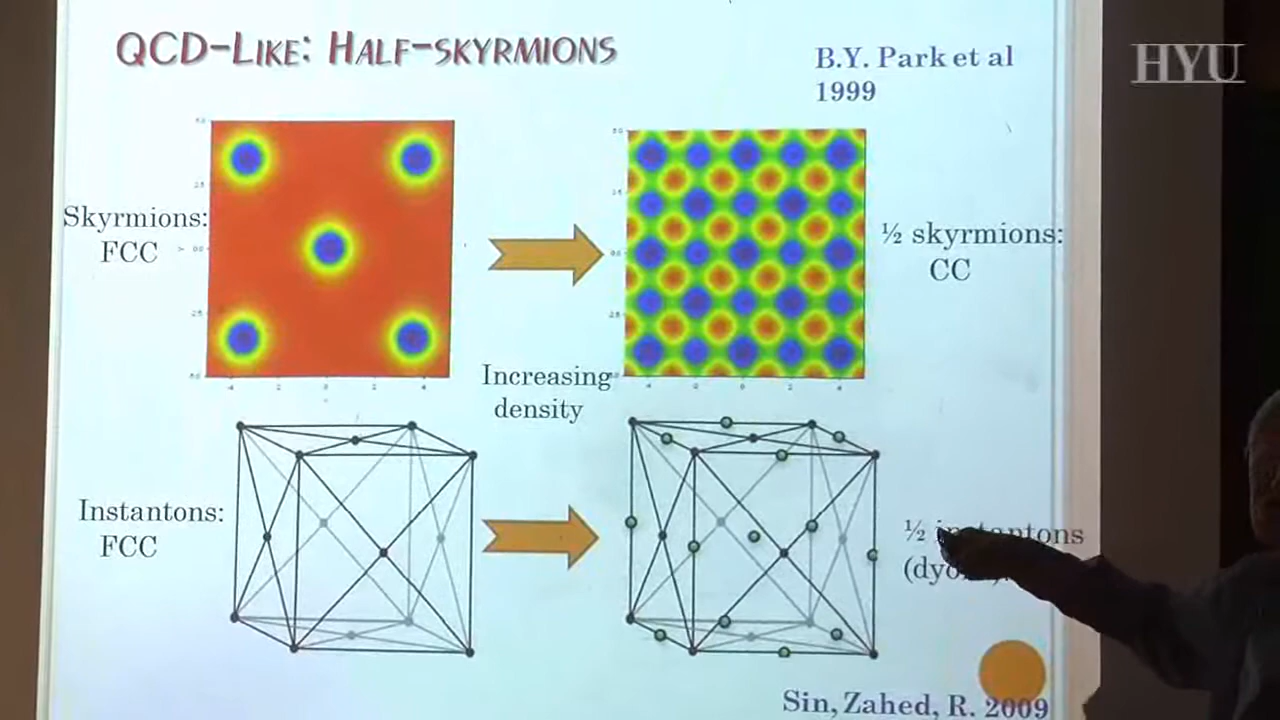 QCD-LIKE: HALF-SKYRMIONS
B.Y. Park et al
1999
HYU
Skyrmions:
FCC
½ skyrmions:
CC
Increasing
density
Instantons:
FCC
½ instantons
Sin, Zahed, R. 2009